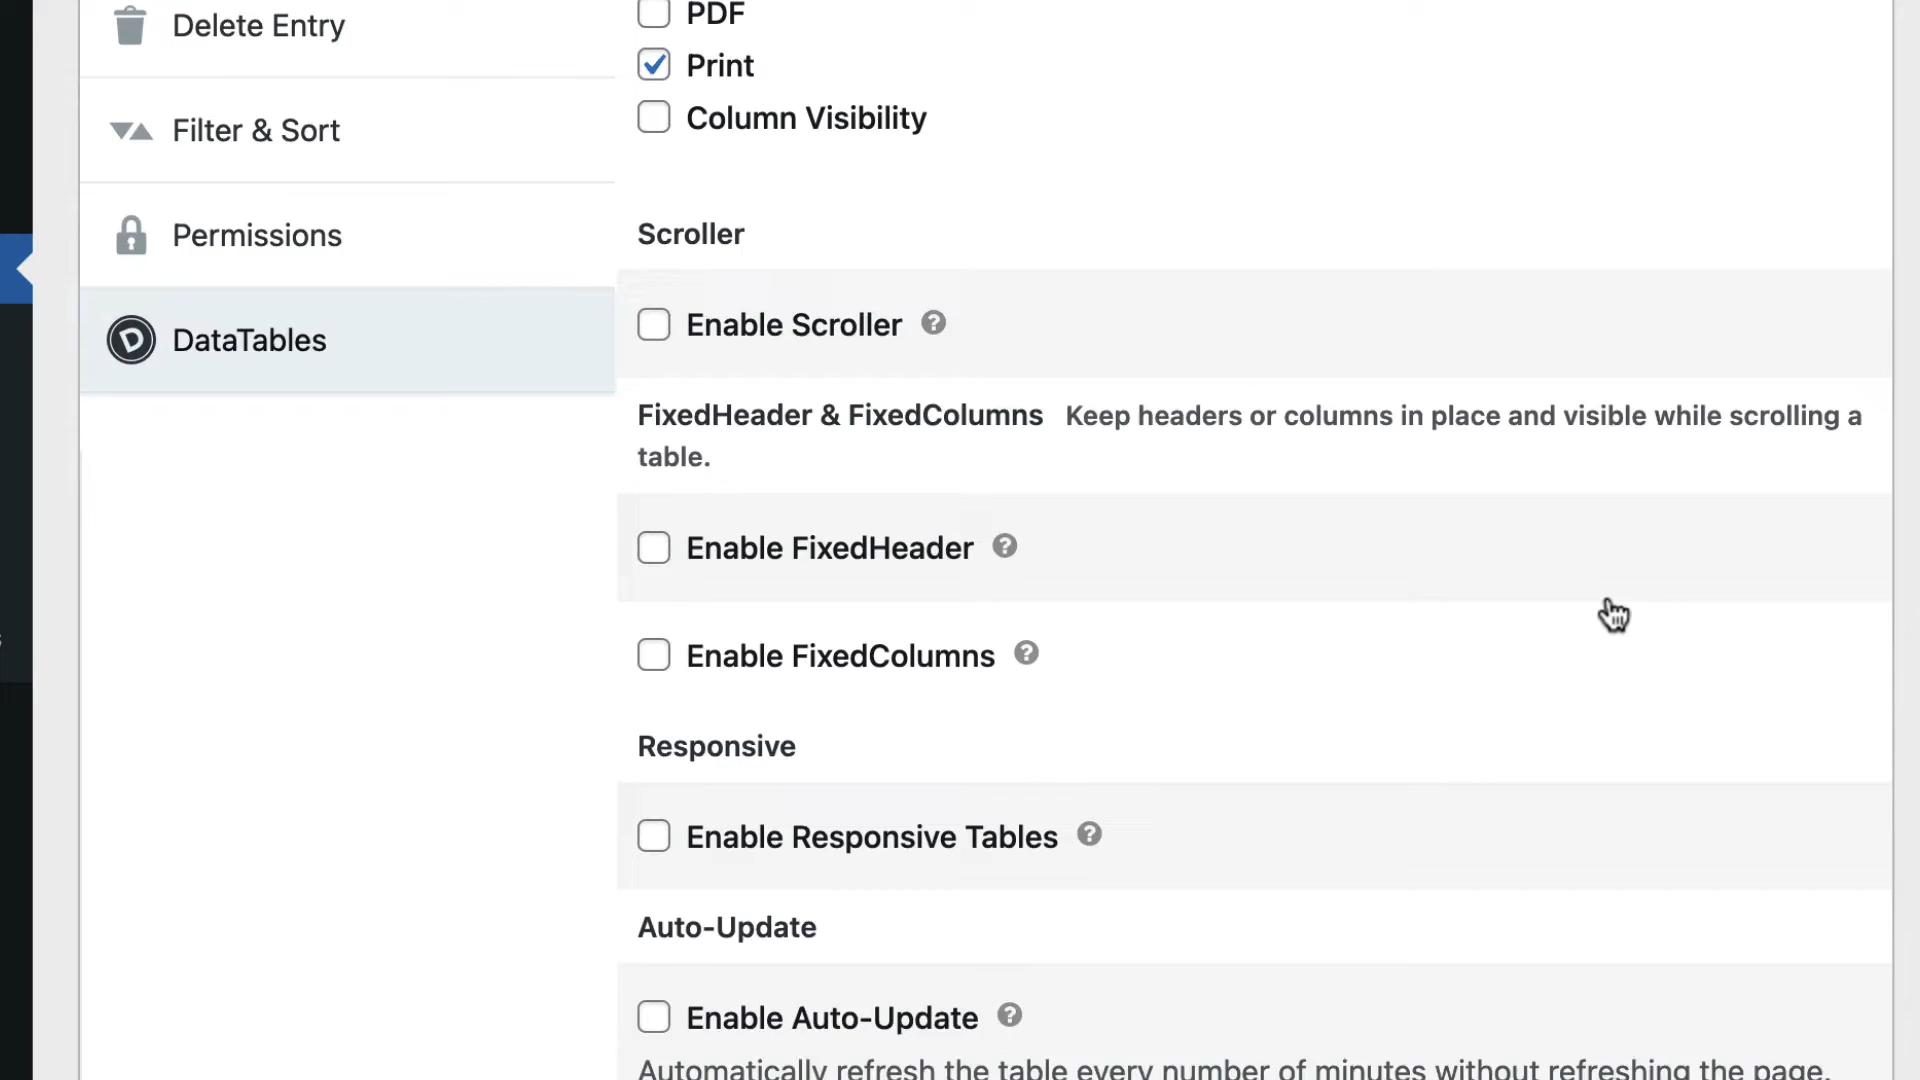 Delete Entry
Filter & Sort
Permissions
DataTables
PDF
Print
Column Visibility
Scroller
Enable Scroller ?
FixedHeader & FixedColumns Keep headers or columns in place and visible while scrolling a
table.
Enable FixedHeader ?
Enable FixedColumns ?
Responsive
Enable Responsive Tables ?
Auto-Update
Enable Auto-Update ?
Automatically refresh the table every number of minutes without refreshing the page.